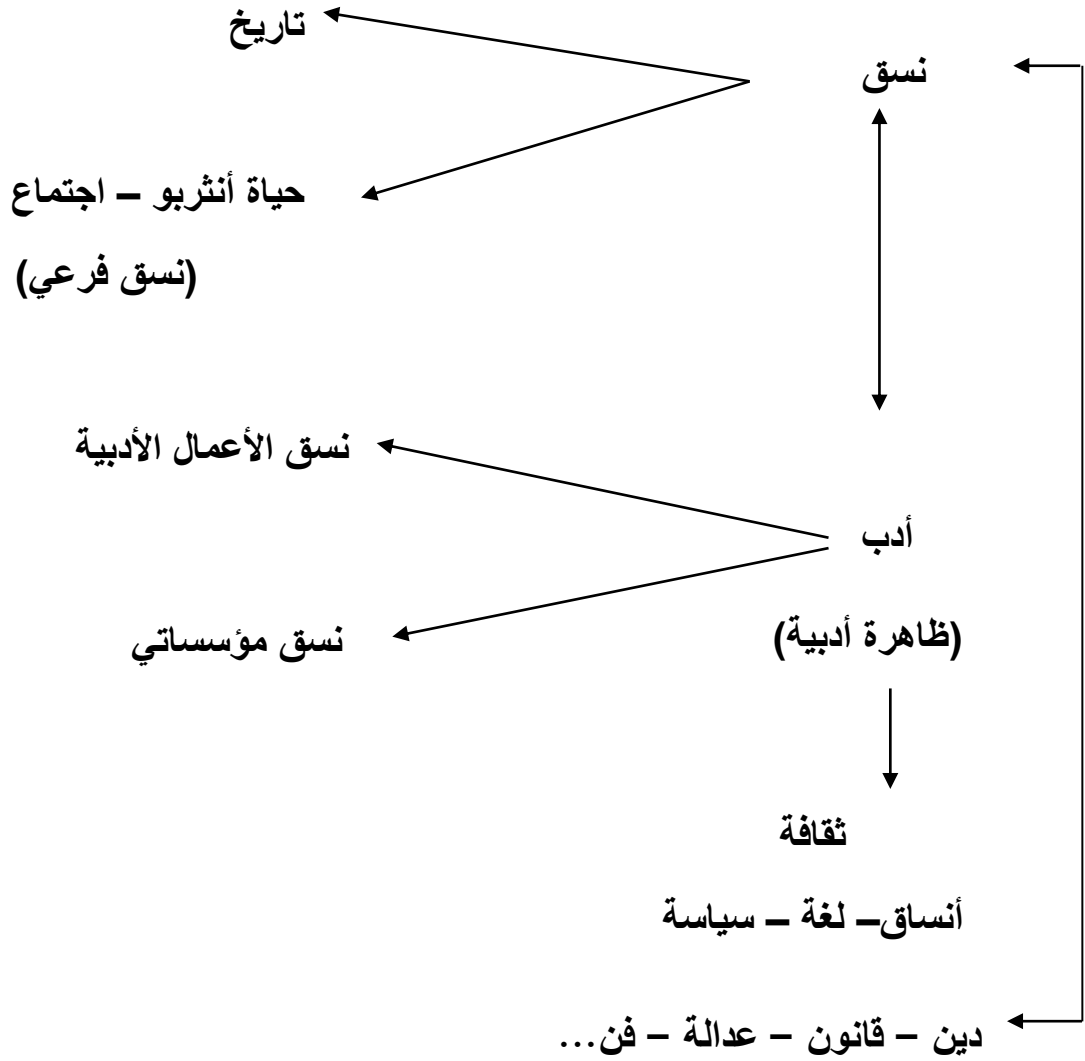 تاريخ
نسق
حياة أنثربو – اجتماع
(نسق فرعي)
نسق الأعمال الأدبية
أدب
نسق مؤسساتي
(ظاهرة أدبية)
ثقافة
أنساق– لغة – سياسة
دين – قانون – عدالة – فن...